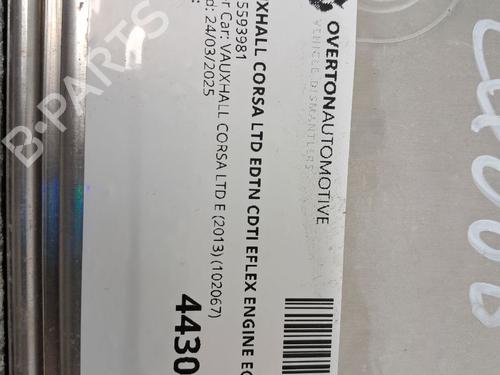 OVERTONAUTOMOTIVE
VEHICLE DISMANTLERS
UXHALL CORSA LTD EDTN CDTI EFLEX ENGINE EC
5593981
r Car: VAUXHALL CORSA LTD E (2013) (102067)
d: 24/03/2025
4430
B-PARTS